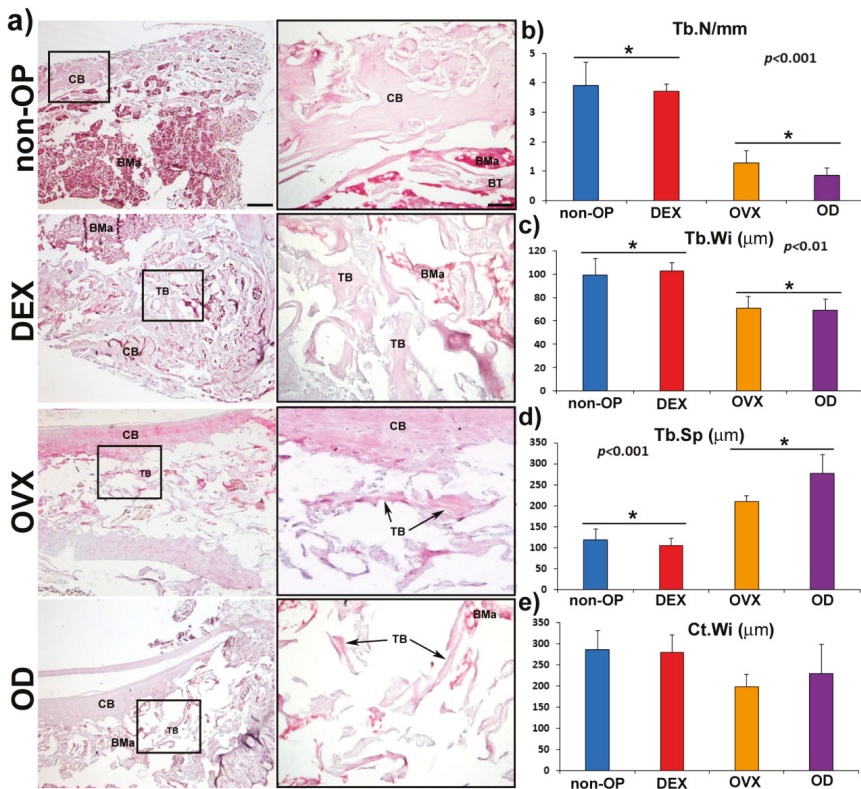 a)
non-OP
CB
BMa
CB
BMa
BT
DEX
BMa
TB
CB
TB
BMa
TB
OVX
CB
TB
CB
TB
OD
CB
TB
BMa
BMa
TB
b) Tb.N/mm
p<0.001
*
*
5
4
3
2
1
0
non-OP DEX OVX OD
c) Tb.Wi (μm)
p<0.01
*
*
120
100
80
60
40
20
0
non-OP DEX OVX OD
d) Tb.Sp (μm)
p<0.001
*
*
350
300
250
200
150
100
50
0
non-OP DEX OVX OD
e) Ct.Wi (μm)
350
300
250
200
150
100
50
0
non-OP DEX OVX OD